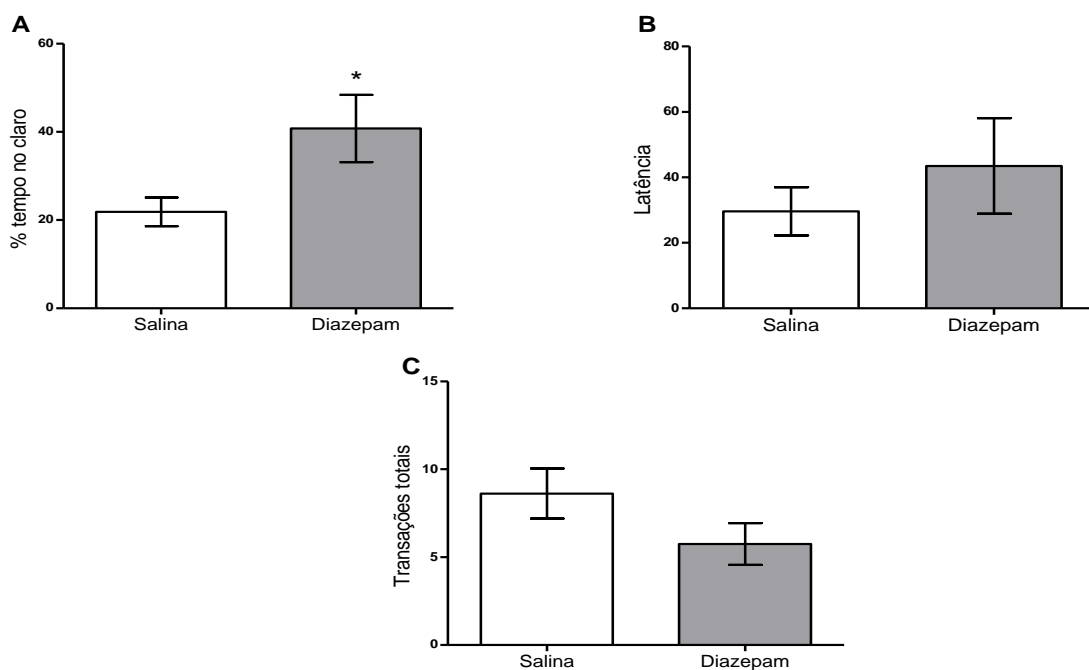 A
% tempo no claro
60
40
20
0
*
Salina
Diazepam
B
Latência
80
60
40
20
0
Salina
Diazepam
C
Transações totais
15
10
5
0
Salina
Diazepam